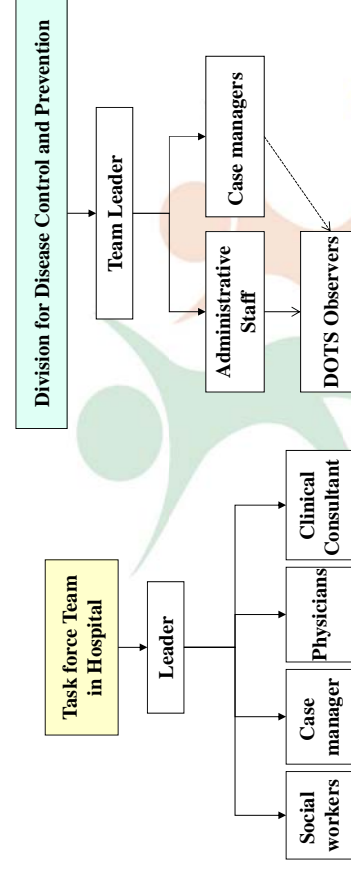 Task force Team
in Hospital
Leader
Social
workers
Case
manager
Physicians
Clinical
Consultant
Division for Disease Control and Prevention
Team Leader
Administrative
Staff
Case managers
DOTS Observers